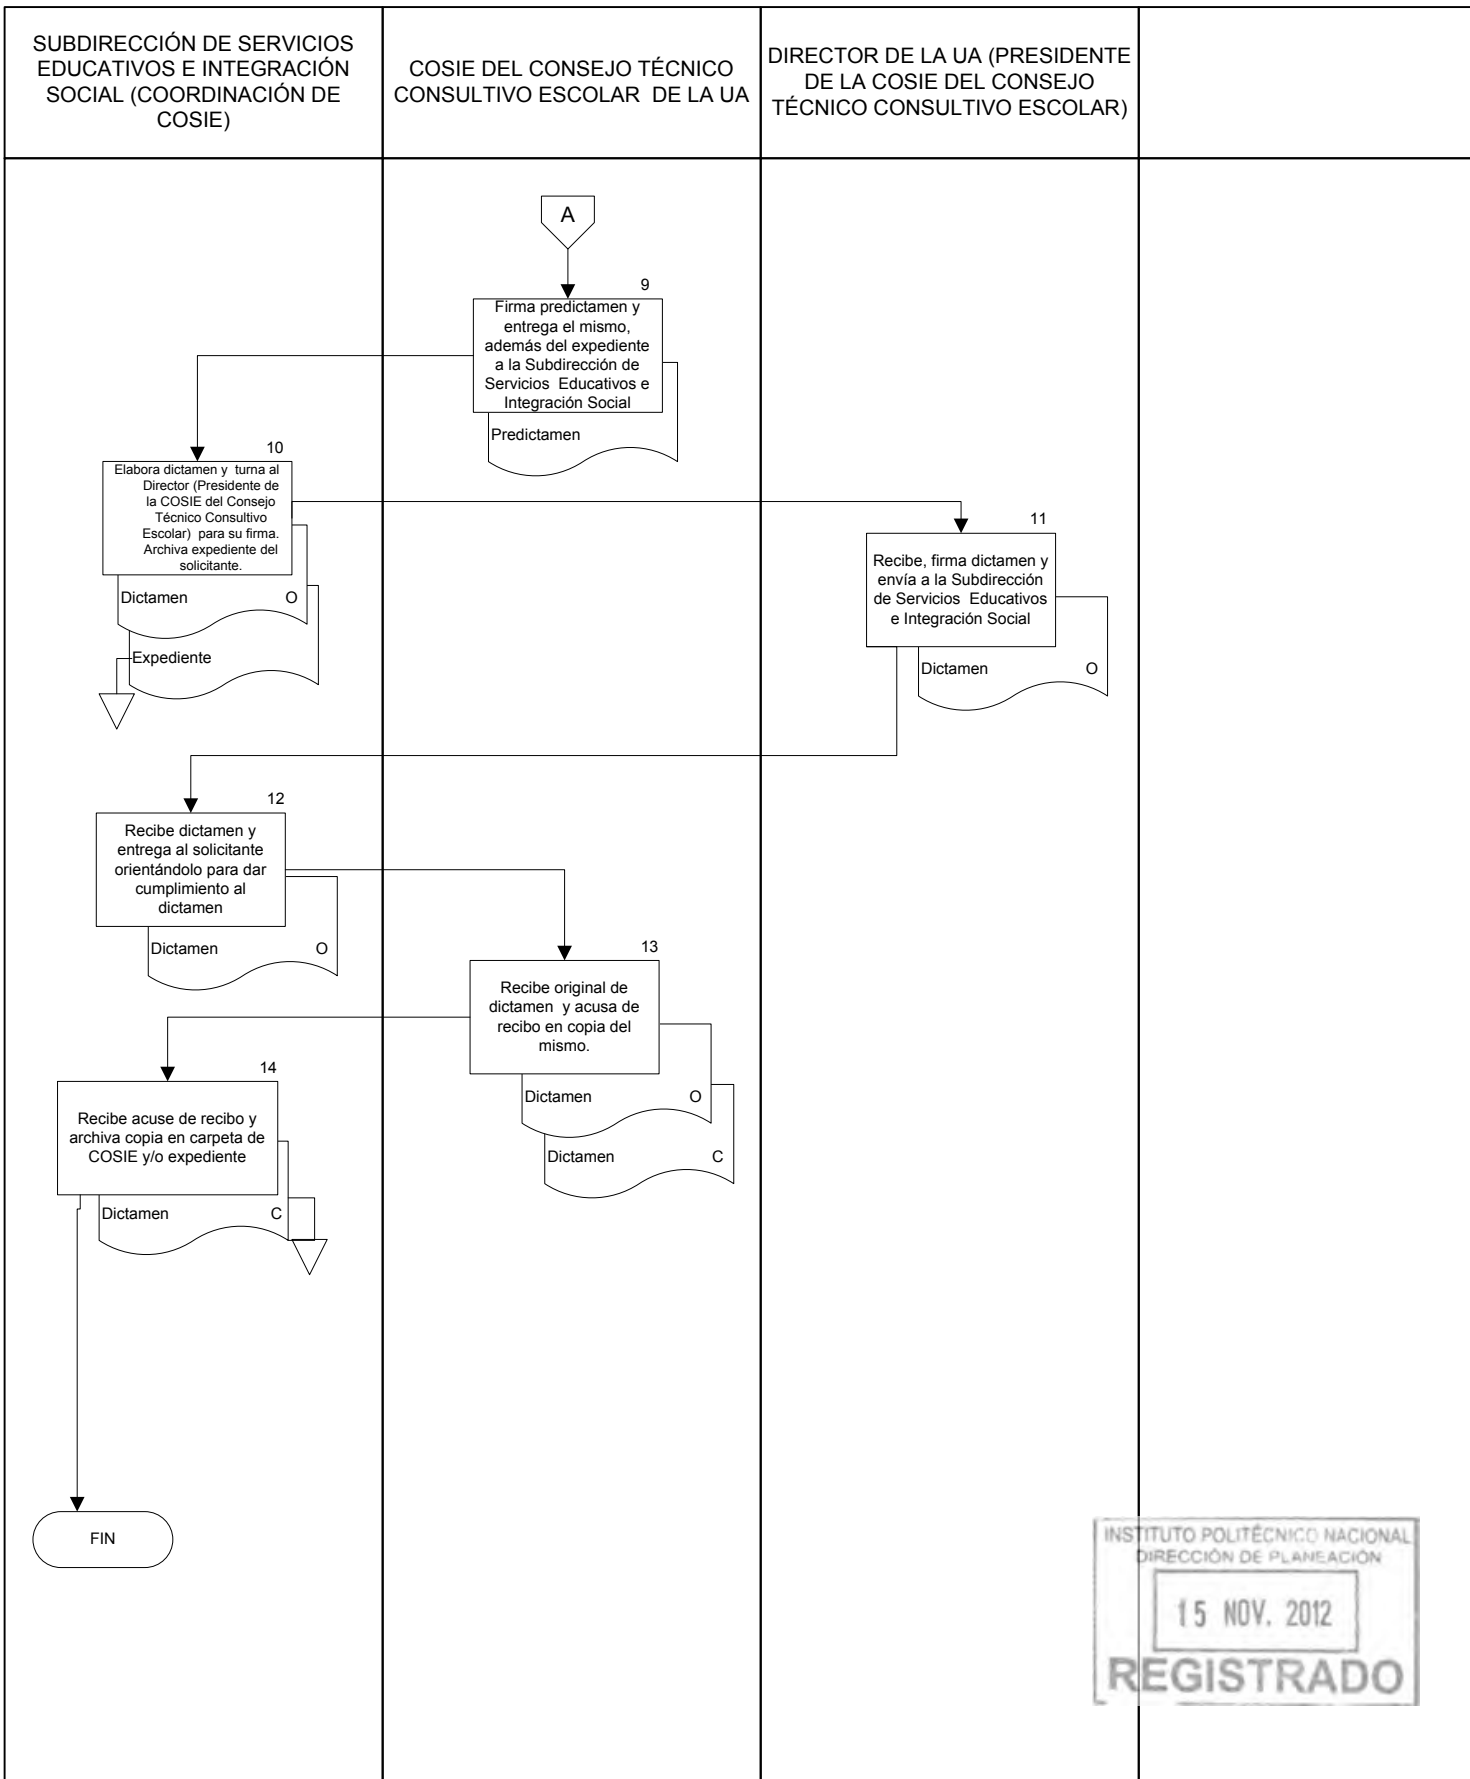 SUBDIRECCIÓN DE SERVICIOS
EDUCATIVOS E INTEGRACIÓN
SOCIAL (COORDINACIÓN DE
COSIE)
COSIE DEL CONSEJO TÉCNICO
CONSULTIVO ESCOLAR DE LA UA
DIRECTOR DE LA UA (PRESIDENTE
DE LA COSIE DEL CONSEJO
TÉCNICO CONSULTIVO ESCOLAR)
A
9
Firma predictamen y
entrega el mismo,
además del expediente
a la Subdirección de
Servicios Educativos e
Integración Social
Predictamen
10
Elabora dictamen y turna al
Director (Presidente de
la COSIE del Consejo
Técnico Consultivo
Escolar) para su firma.
Archiva expediente del
solicitante.
Dictamen O
Expediente
11
Recibe, firma dictamen y
envía a la Subdirección
de Servicios Educativos
e Integración Social
Dictamen O
12
Recibe dictamen y
entrega al solicitante
orientándolo para dar
cumplimiento al
dictamen
Dictamen O
13
Recibe original de
dictamen y acusa de
recibo en copia del
mismo.
Dictamen O
Dictamen C
14
Recibe acuse de recibo y
archiva copia en carpeta de
COSIE y/o expediente
Dictamen C
FIN
INSTITUTO POLITÉCNICO NACIONAL
DIRECCIÓN DE PLANEACIÓN
15 NOV. 2012
REGISTRADO